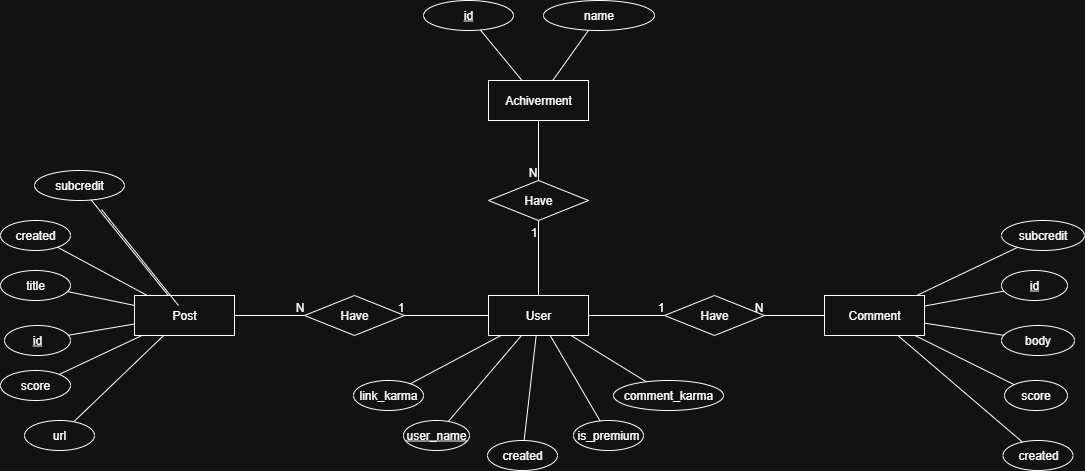 id
name
Achiverment
N
Have
1
subcredit
created
title
id
score
url
Post
N
Have
1
User
1
Have
N
Comment
link_karma
user_name
created
is_premium
comment_karma
subcredit
id
body
score
created